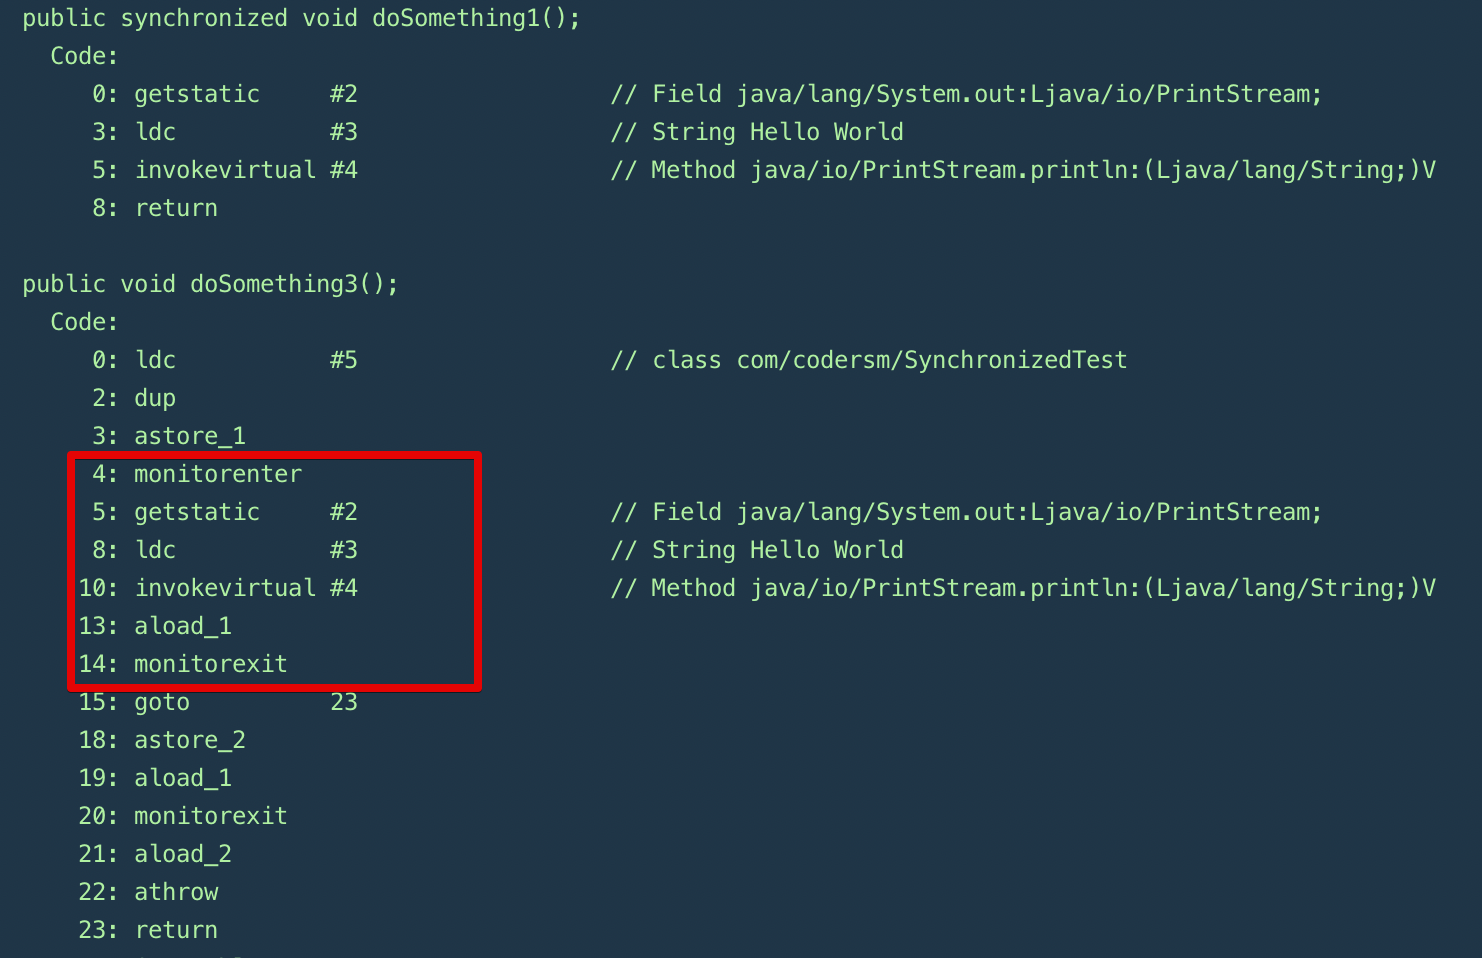 public synchronized void doSomething1();
  Code:
     0: getstatic     #2                  // Field java/lang/System.out:Ljava/io/PrintStream;
     3: ldc           #3                  // String Hello World
     5: invokevirtual #4                  // Method java/io/PrintStream.println:(Ljava/lang/String;)V
     8: return

public void doSomething3();
  Code:
     0: ldc           #5                  // class com/codersm/SynchronizedTest
     2: dup
     3: astore_1
     4: monitorenter
     5: getstatic     #2                  // Field java/lang/System.out:Ljava/io/PrintStream;
     8: ldc           #3                  // String Hello World
    10: invokevirtual #4                  // Method java/io/PrintStream.println:(Ljava/lang/String;)V
    13: aload_1
    14: monitorexit
    15: goto          23
    18: astore_2
    19: aload_1
    20: monitorexit
    21: aload_2
    22: athrow
    23: return